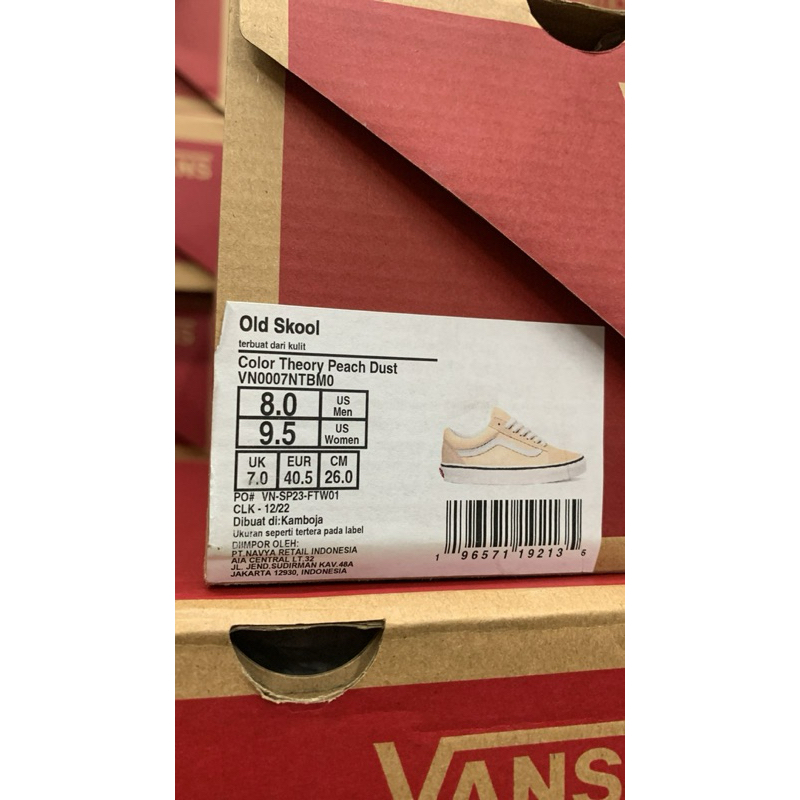 ANS
NS
Old Skool
terbuat dari kulit
Color Theory Peach Dust
VN0007NTBM0
8.0 US Men
9.5 US Women
UK EUR CM
7.0 40.5 26.0
PO# VN-SP23-FTW01
CLK - 12/22
Dibuat di:Kamboja
Ukuran seperti tertera pada label
DIIMPOR OLEH:
PT.NAVYA RETAIL INDONESIA
AIA CENTRAL LT.32
JL. JEND.SUDIRMAN KAV.48A
JAKARTA 12930, INDONESIA
1 96571 19213 6
VANS